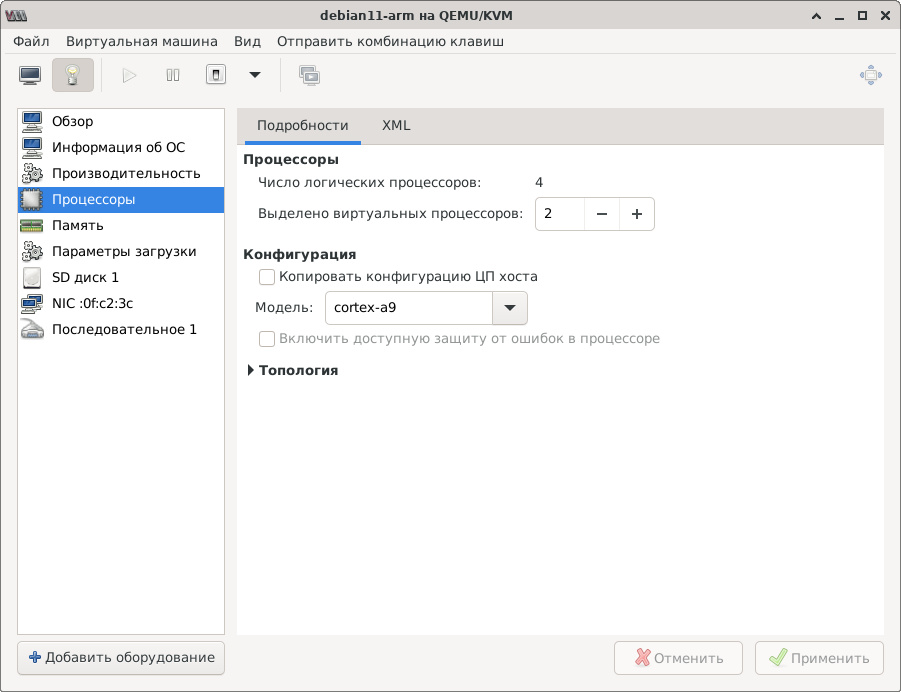 debian11-arm на QEMU/KVM
Файл Виртуальная машина Вид Отправить комбинацию клавиш
Обзор
Информация об ОС
Производительность
Процессоры
Память
Параметры загрузки
SD диск 1
NIC :0f:c2:3c
Последовательное 1
Добавить оборудование
Подробности XML
Процессоры
Число логических процессоров: 4
Выделено виртуальных процессоров: 2
Конфигурация
Копировать конфигурацию ЦП хоста
Модель: cortex-a9
Включить доступную защиту от ошибок в процессоре
Топология
Отменить Применить